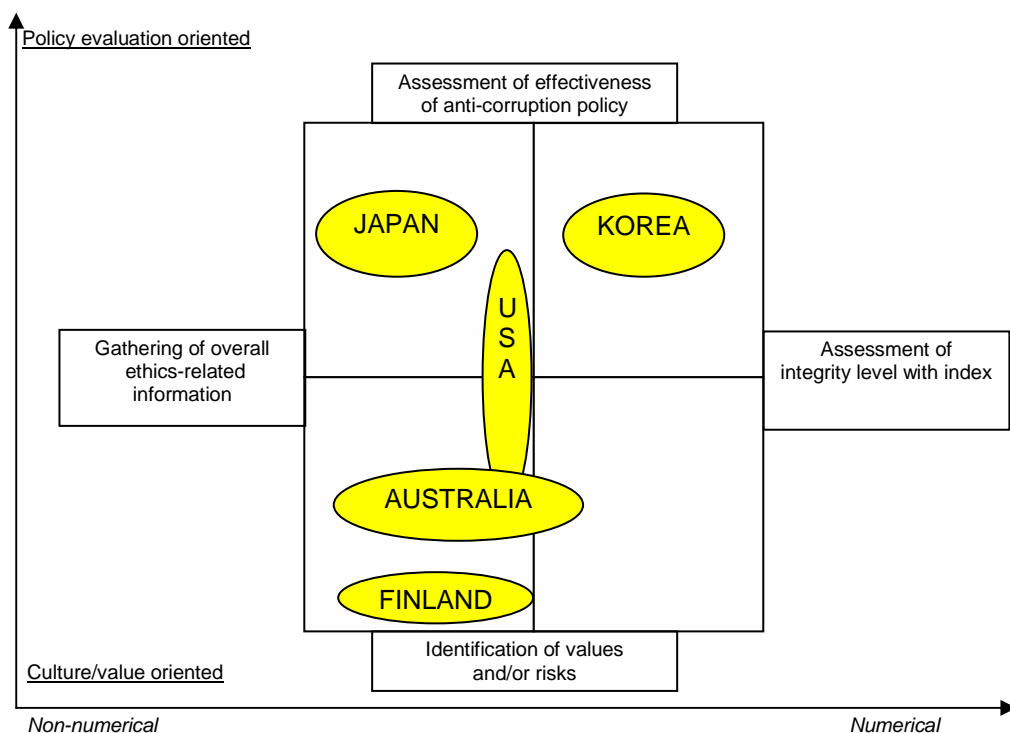 Policy evaluation oriented
Assessment of effectiveness
of anti-corruption policy
JAPAN
KOREA
U
S
A
Gathering of overall
ethics-related
information
Assessment of
integrity level with index
AUSTRALIA
FINLAND
Identification of values
and/or risks
Culture/value oriented
Non-numerical
Numerical